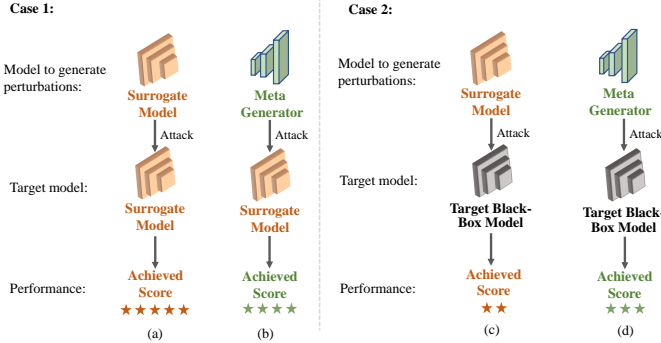 Case 1:
Case 2:
Model to generate
perturbations:
Surrogate
Model
Meta
Generator
Model to generate
perturbations:
Surrogate
Model
Meta
Generator
Attack
Attack
Attack
Attack
Target model:
Surrogate
Model
Surrogate
Model
Target model:
Target Black-
Box Model
Target Black-
Box Model
Performance:
Achieved
Score
Achieved
Score
Performance:
Achieved
Score
Achieved
Score
(a)
(b)
(c)
(d)